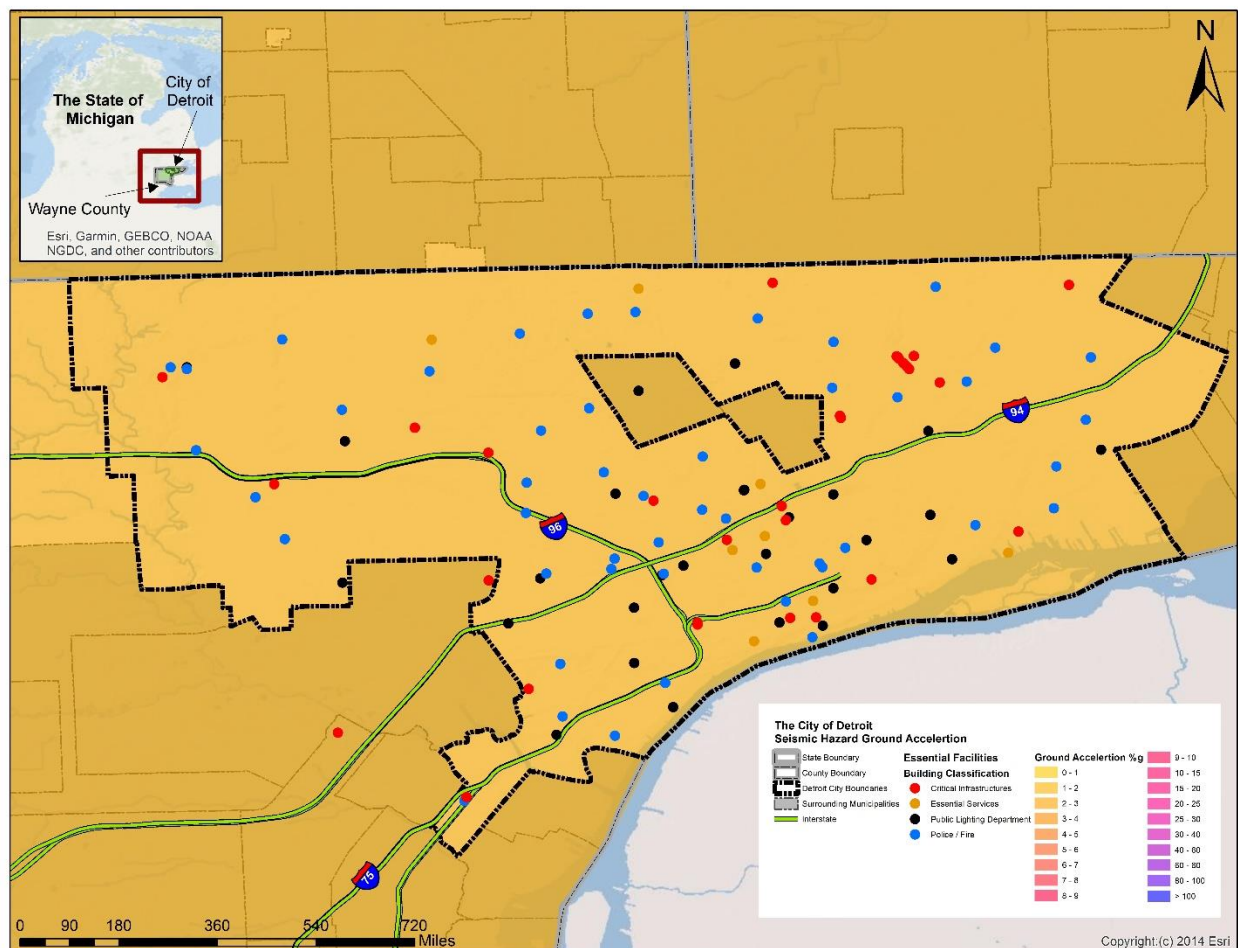 N
City of
Detroit
The State of
Michigan
Wayne County
Esri, Garmin, GEBCO, NOAA
NGDC, and other contributors
94
96
75
The City of Detroit
Seismic Hazard Ground Accelertion
State Boundary
County Boundary
Detroit City Boundaries
Surrounding Municipalities
Interstate
Essential Facilities
Building Classification
Critical Infrastructures
Essential Services
Public Lighting Department
Police / Fire
Ground Accelertion %g
0 - 1
1 - 2
2 - 3
3 - 4
4 - 5
5 - 6
6 - 7
7 - 8
8 - 9
9 - 10
10 - 15
15 - 20
20 - 25
25 - 30
30 - 40
40 - 60
60 - 80
80 - 100
> 100
0 90 180 360 540 720
Miles
Copyright:(c) 2014 Esri